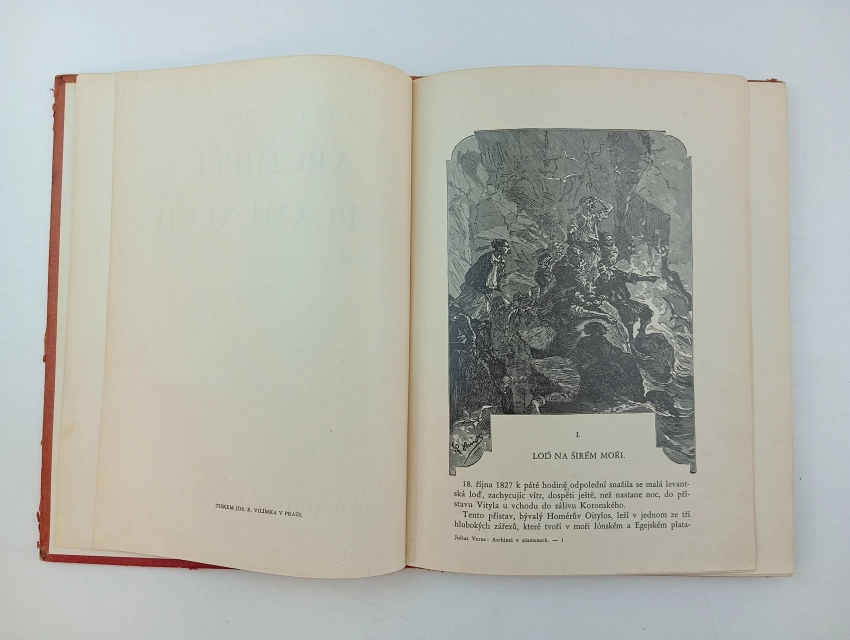 TISKEM JOS. R. VILÍMKA V PRAZE.
I.
LOĎ NA ŠIRÉM MOŘI.
18. října 1827 k páté hodině odpolední snažila se malá levant-
ská loď, zachycujíc vítr, dospěti ještě, než nastane noc, do pří-
stavu Vityla u vchodu do zálivu Koronského.
Tento přístav, bývalý Homérův Oitylos, leží v jednom ze tří
hlubokých zářezů, které tvoří v moři Iónském a Egejském plata-
Julius Verne: Archipel v plamenech. — 1